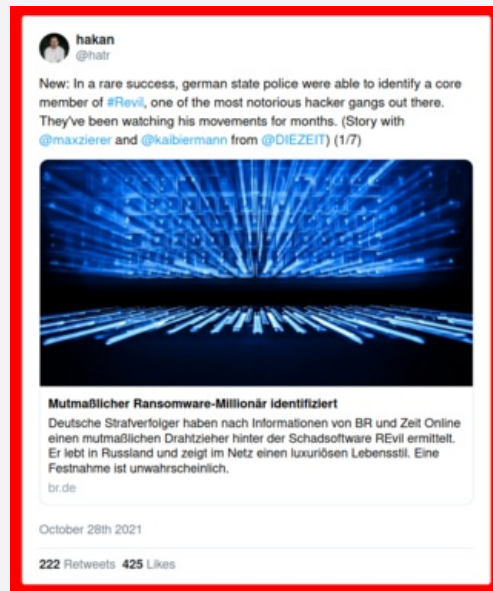 hakan
@hatr
New: In a rare success, german state police were able to identify a core
member of #Revil, one of the most notorious hacker gangs out there.
They've been watching his movements for months. (Story with
@maxzierer and @kaibiermann from @DIEZEIT) (1/7)
Mutmaßlicher Ransomware-Millionär identifiziert
Deutsche Strafverfolger haben nach Informationen von BR und Zeit Online
einen mutmaßlichen Drahtzieher hinter der Schadsoftware REvil ermittelt.
Er lebt in Russland und zeigt im Netz einen luxuriösen Lebensstil. Eine
Festnahme ist unwahrscheinlich.
br.de
October 28th 2021
222 Retweets 425 Likes